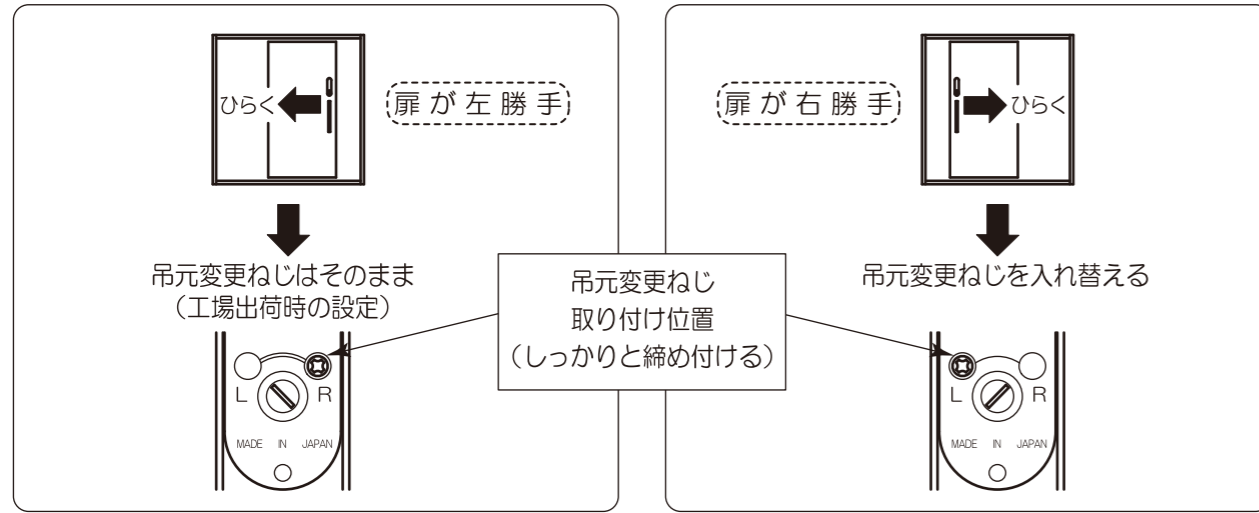 ひらく
扉が左勝手
吊元変更ねじはそのまま
（工場出荷時の設定）
L R
MADE IN JAPAN
吊元変更ねじ
取り付け位置
（しっかりと締め付ける）
扉が右勝手
ひらく
吊元変更ねじを入れ替える
L R
MADE IN JAPAN